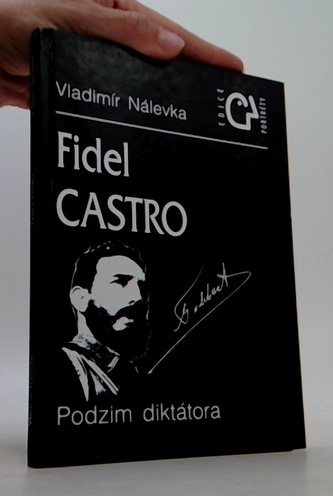 Vladimír Nálevka
EDICE
PORTRÉTY
Fidel
CASTRO
Podzim diktátora